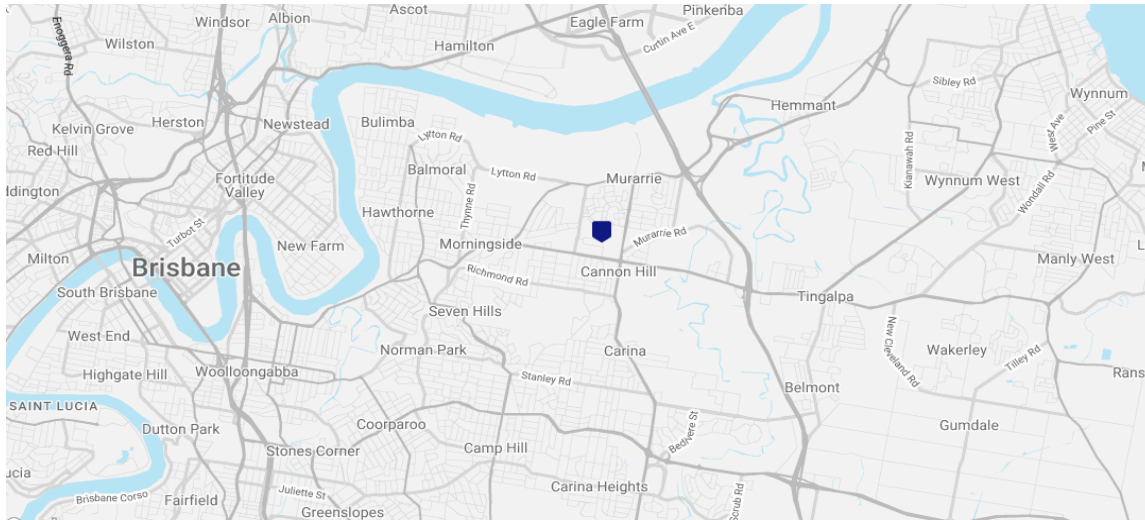 Pinkenba
Ascot
Albion
Windsor
Eagle Farm
Enoggera Rd
Wilston
Hamilton
Curtin Ave E
Sibley Rd
Wynnum
Hemmant
Kelvin Grove
Herston
Newstead
Bulimba
West Ave
Pine St
Lytton Rd
Red Hill
Balmoral
Lytton Rd
Murarrie
Kianawah Rd
Wynnum West
Fortitude
Valley
ddington
Thynne Rd
Wondall Rd
Hawthorne
Turbot St
New Farm
Morningside
Murarrie Rd
Milton
Brisbane
Cannon Hill
Manly West
Richmond Rd
South Brisbane
Tingalpa
Seven Hills
West End
New Cleveland Rd
Norman Park
Carina
Wakerley
Tilley Rd
Highgate Hill
Woolloongabba
Stanley Rd
Belmont
Rans
SAINT LUCIA
Dutton Park
Coorparoo
Bedivere St
Gumdale
Stones Corner
Camp Hill
ucia
Juliette St
Carina Heights
Brisbane Corso
Fairfield
Scrub Rd
Greenslopes